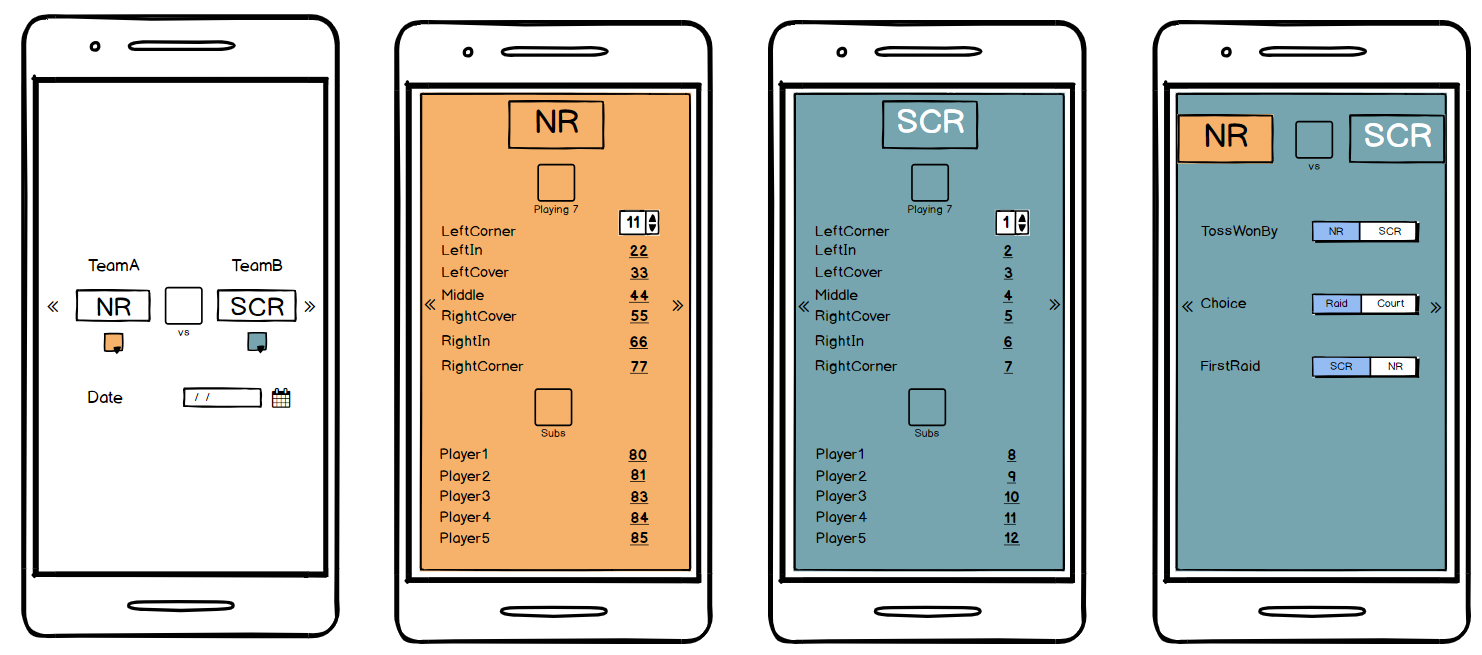 TeamA TeamB
« NR SCR »
vs
Date / /
NR
Playing 7
LeftCorner 11
LeftIn 22
LeftCover 33
« Middle 44 »
RightCover 55
RightIn 66
RightCorner 77
Subs
Player1 80
Player2 81
Player3 83
Player4 84
Player5 85
SCR
Playing 7
LeftCorner 1
LeftIn 2
LeftCover 3
« Middle 4 »
RightCover 5
RightIn 6
RightCorner 7
Subs
Player1 8
Player2 9
Player3 10
Player4 11
Player5 12
NR SCR
vs
TossWonBy NR SCR
« Choice Raid Court »
FirstRaid SCR NR